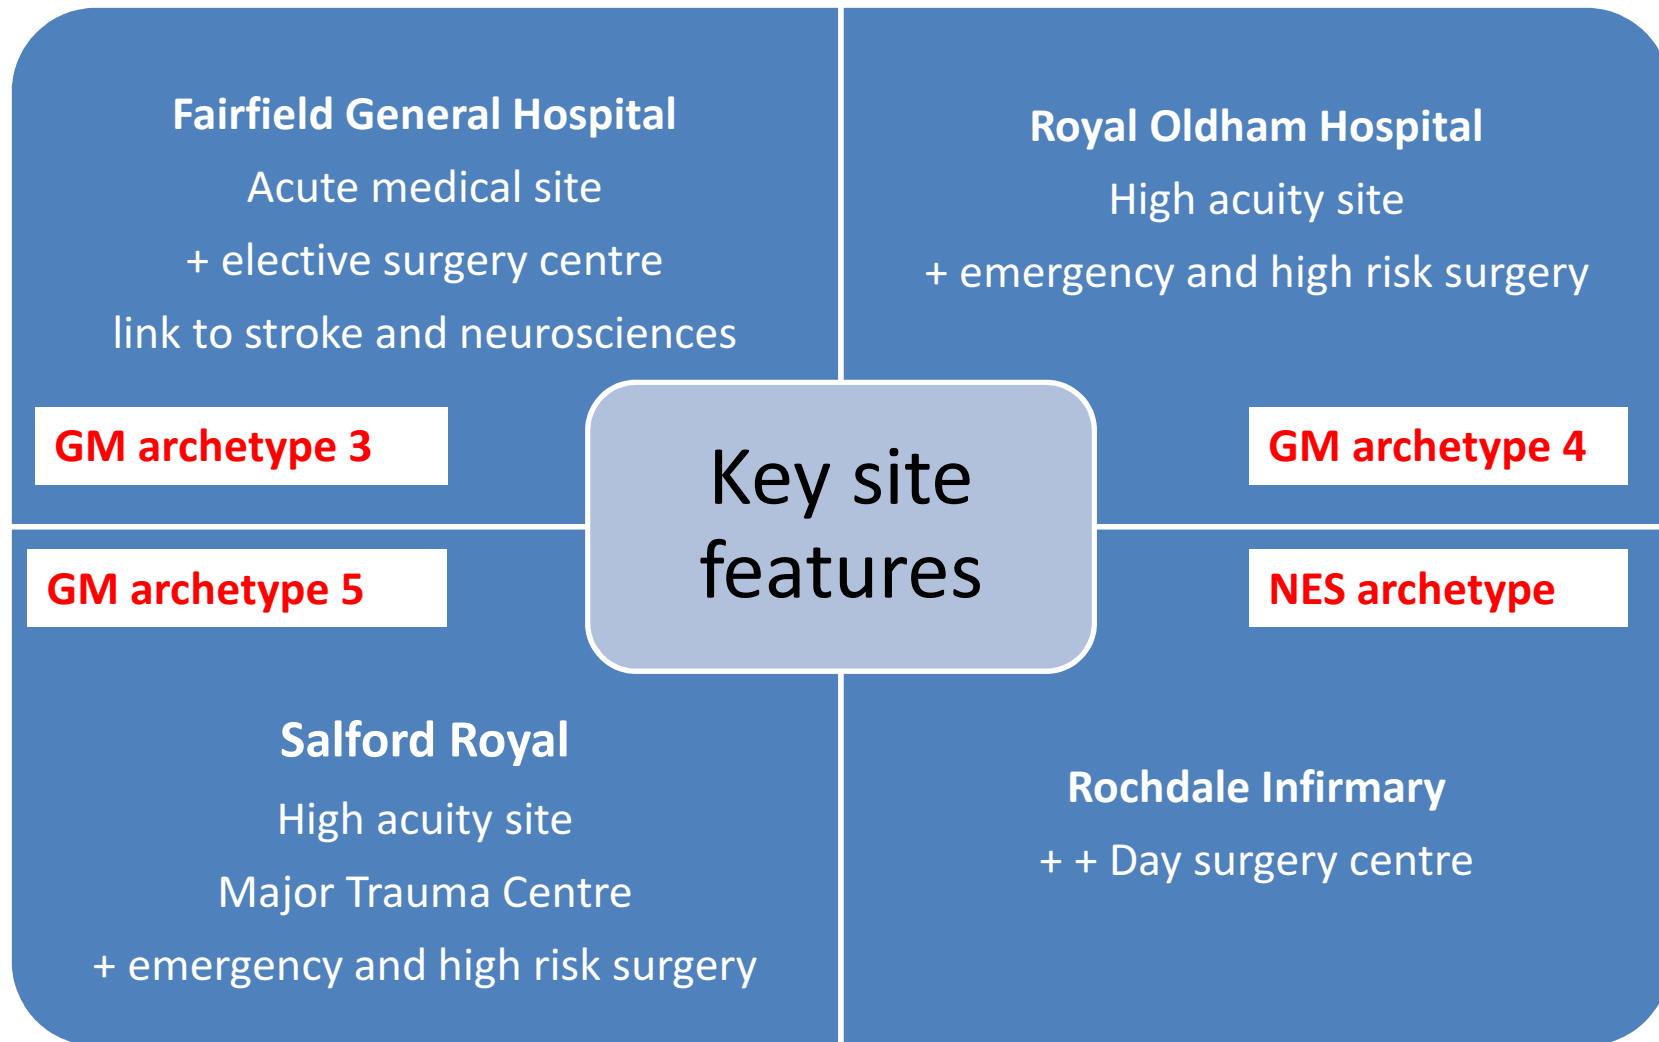 Fairfield General Hospital
Acute medical site
+ elective surgery centre
link to stroke and neurosciences
GM archetype 3
Royal Oldham Hospital
High acuity site
+ emergency and high risk surgery
GM archetype 4
Key site
features
GM archetype 5
Salford Royal
High acuity site
Major Trauma Centre
+ emergency and high risk surgery
NES archetype
Rochdale Infirmary
+ + Day surgery centre